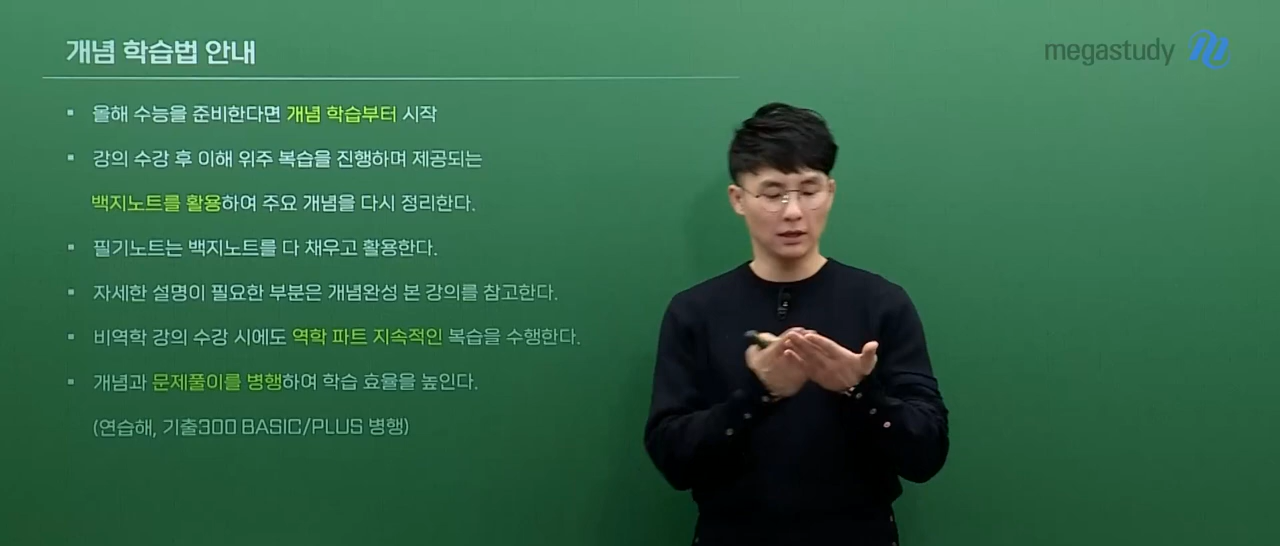 개념 학습법 안내
megastudy
올해 수능을 준비한다면 개념 학습부터 시작
강의 수강 후 이해 위주 복습을 진행하며 제공되는
백지노트를 활용하여 주요 개념을 다시 정리한다.
필기노트는 백지노트를 다 채우고 활용한다.
자세한 설명이 필요한 부분은 개념완성 본 강의를 참고한다.
비역학 강의 수강 시에도 역학 파트 지속적인 복습을 수행한다.
개념과 문제풀이를 병행하여 학습 효율을 높인다.
(연습해, 기출300 BASIC/PLUS 병행)